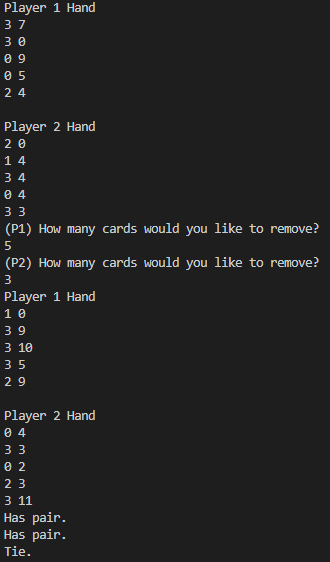 Player 1 Hand
3 7
3 0
0 9
0 5
2 4

Player 2 Hand
2 0
1 4
3 4
0 4
3 3
(P1) How many cards would you like to remove?
5
(P2) How many cards would you like to remove?
3
Player 1 Hand
1 0
3 9
3 10
3 5
2 9

Player 2 Hand
0 4
3 3
0 2
2 3
3 11
Has pair.
Has pair.
Tie.